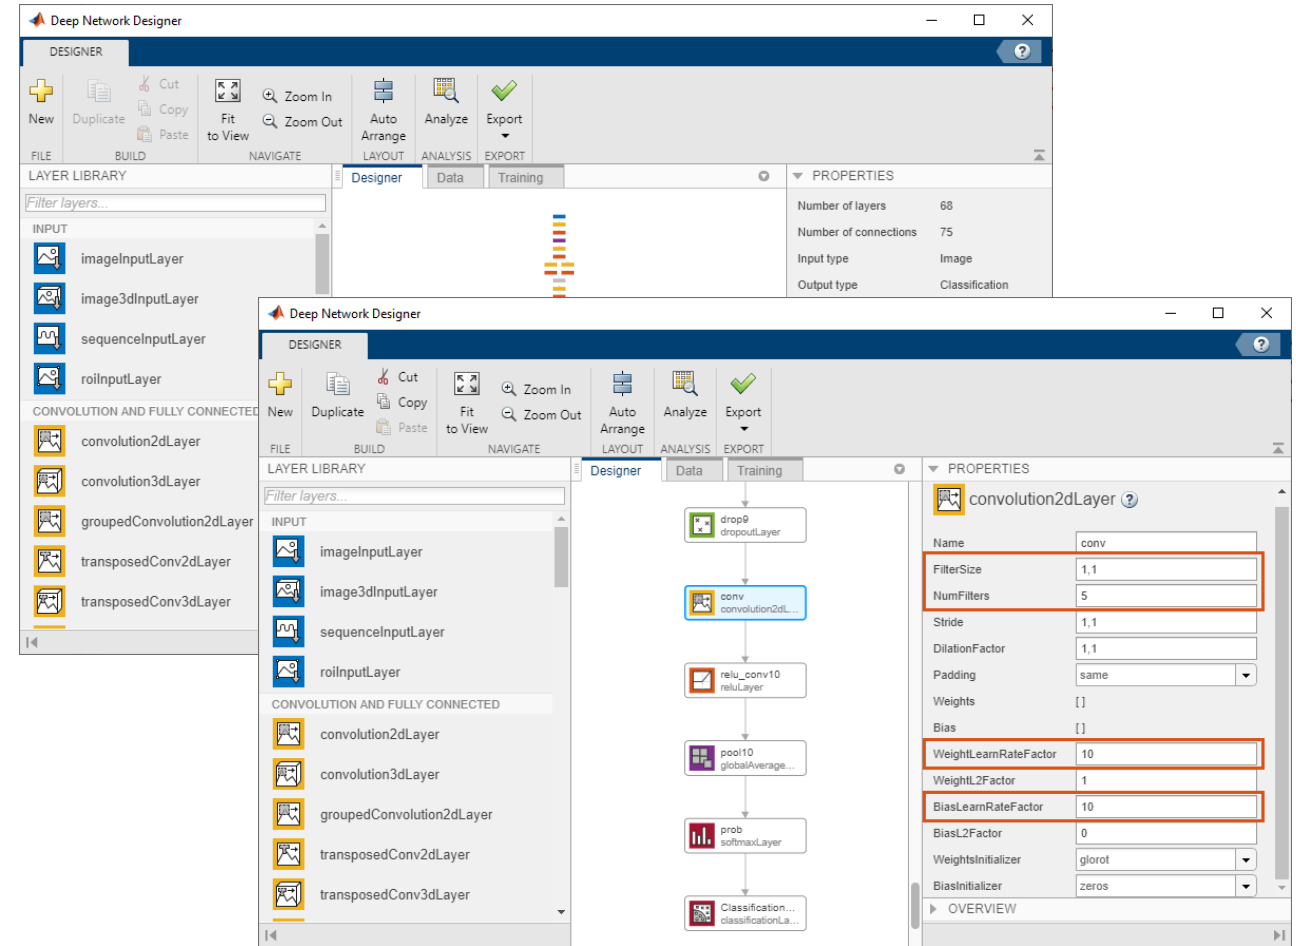 Deep Network Designer
DESIGNER
?
New
Duplicate
Cut
Copy
Paste
Fit
to View
Zoom In
Zoom Out
Auto
Arrange
Analyze
Export
FILE
BUILD
NAVIGATE
LAYOUT
ANALYSIS
EXPORT
LAYER LIBRARY
Designer
Data
Training
PROPERTIES
Filter layers...
INPUT
imageInputLayer
image3dInputLayer
sequenceInputLayer
roiInputLayer
CONVOLUTION AND FULLY CONNECTED
convolution2dLayer
convolution3dLayer
groupedConvolution2dLayer
transposedConv2dLayer
transposedConv3dLayer
Number of layers 68
Number of connections 75
Input type Image
Output type Classification
Deep Network Designer
DESIGNER
?
New
Duplicate
Cut
Copy
Paste
Fit
to View
Zoom In
Zoom Out
Auto
Arrange
Analyze
Export
FILE
BUILD
NAVIGATE
LAYOUT
ANALYSIS
EXPORT
LAYER LIBRARY
Designer
Data
Training
PROPERTIES
Filter layers...
INPUT
imageInputLayer
image3dInputLayer
sequenceInputLayer
roiInputLayer
CONVOLUTION AND FULLY CONNECTED
convolution2dLayer
convolution3dLayer
groupedConvolution2dLayer
transposedConv2dLayer
transposedConv3dLayer
drop9
dropoutLayer
conv
convolution2dL...
relu_conv10
reluLayer
pool10
globalAverage...
prob
softmaxLayer
Classification...
classificationLa...
convolution2dLayer ?
Name conv
FilterSize 1,1
NumFilters 5
Stride 1,1
DilationFactor 1,1
Padding same
Weights [ ]
Bias [ ]
WeightLearnRateFactor 10
WeightL2Factor 1
BiasLearnRateFactor 10
BiasL2Factor 0
WeightsInitializer glorot
BiasInitializer zeros
OVERVIEW